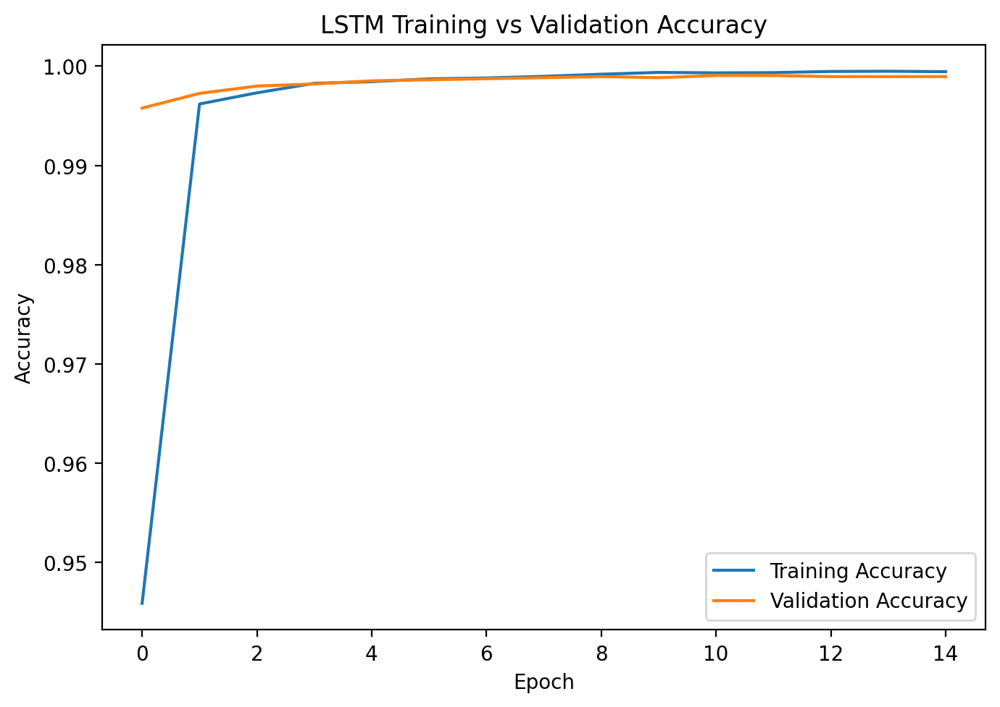 LSTM Training vs Validation Accuracy
1.00
0.99
0.98
0.97
0.96
0.95
Accuracy
Training Accuracy
Validation Accuracy
0 2 4 6 8 10 12 14
Epoch